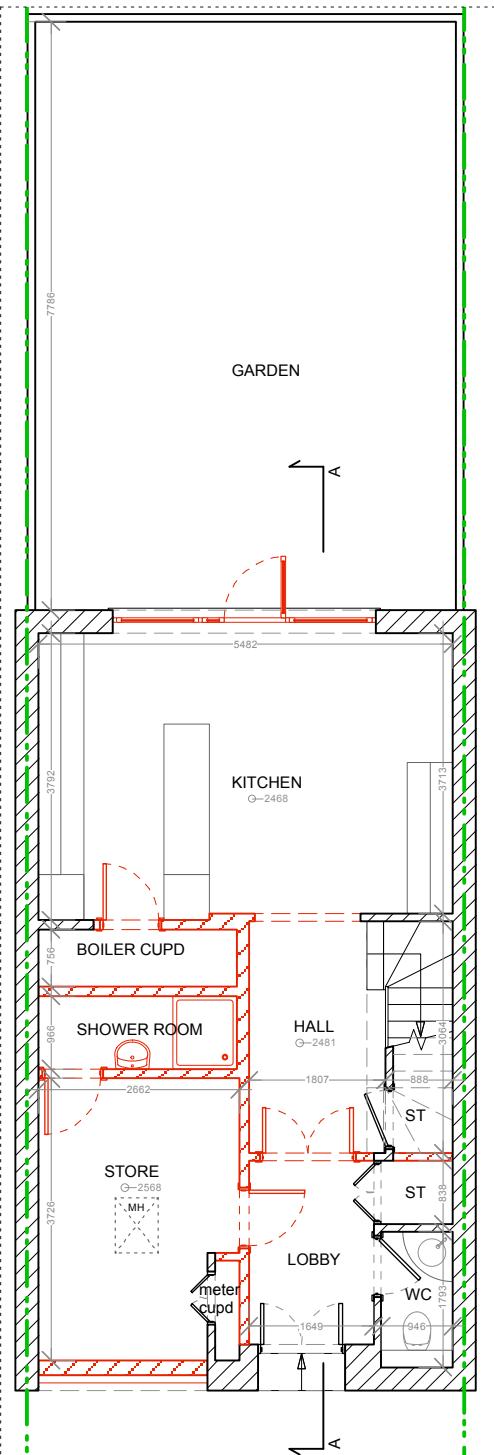 7786
GARDEN
A
5482
3792
KITCHEN
2468
3713
BOILER CUPD
756
SHOWER ROOM
966
HALL
2481
3064
2662
1807
888
ST
STORE
2568
MH
3726
ST
838
LOBBY
meter
cupd
WC
1793
1649
946
A